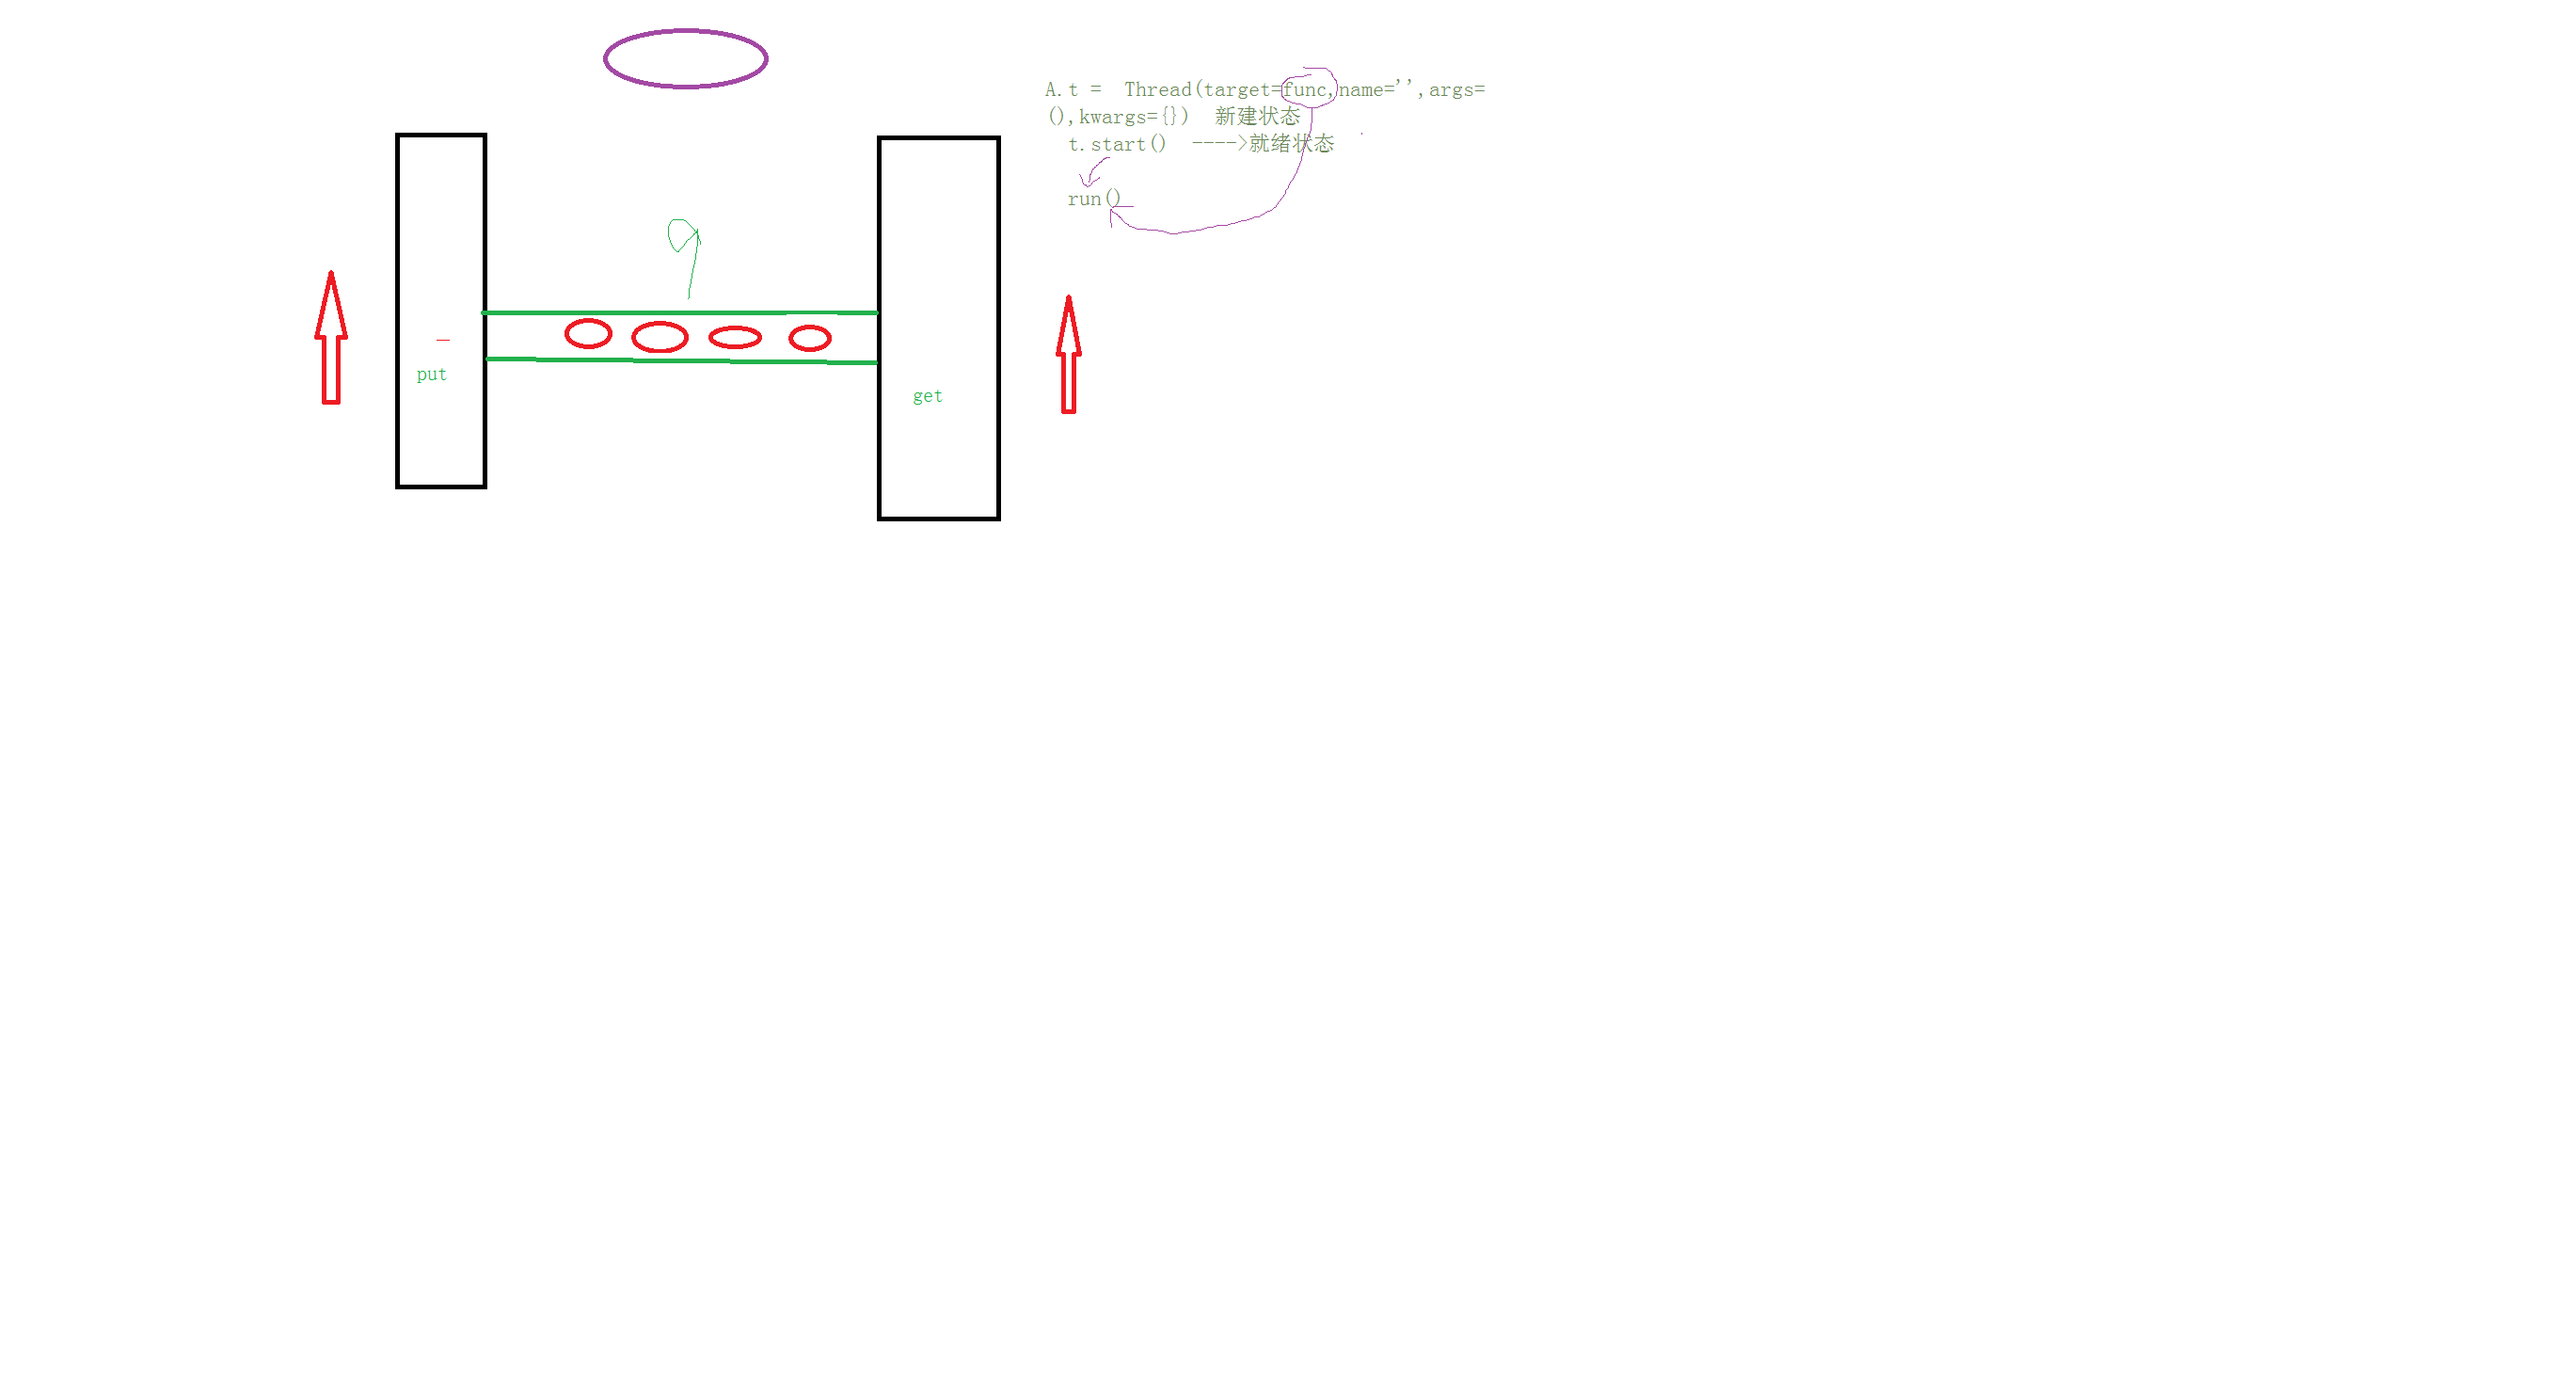 A.t =  Thread(target=func,name='',args=
(),kwargs={})  新建状态
t.start()  ---->就绪状态
run()
put
get
q